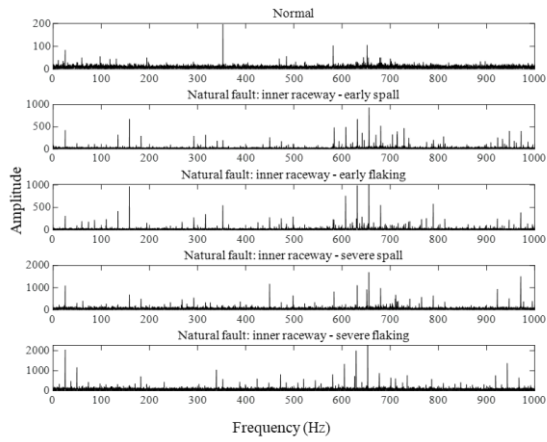 Normal
200
100
0
0 100 200 300 400 500 600 700 800 900 1000
Natural fault: inner raceway - early spall
1000
500
0
0 100 200 300 400 500 600 700 800 900 1000
Natural fault: inner raceway - early flaking
1000
500
0
0 100 200 300 400 500 600 700 800 900 1000
Natural fault: inner raceway - severe spall
2000
1000
0
0 100 200 300 400 500 600 700 800 900 1000
Natural fault: inner raceway - severe flaking
2000
1000
0
0 100 200 300 400 500 600 700 800 900 1000
Amplitude
Frequency (Hz)